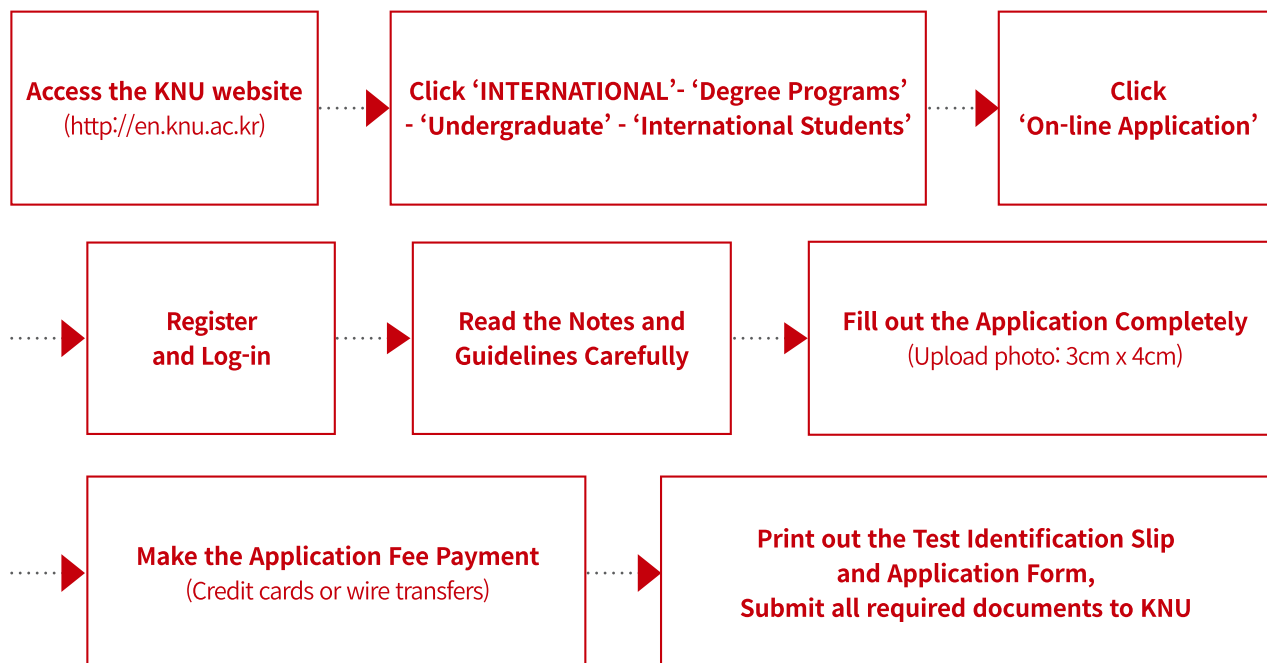 Access the KNU website
(http://en.knu.ac.kr)
Click ‘INTERNATIONAL’- ‘Degree Programs’
- ‘Undergraduate’ - ‘International Students’
Click
‘On-line Application’
Register
and Log-in
Read the Notes and
Guidelines Carefully
Fill out the Application Completely
(Upload photo: 3cm x 4cm)
Make the Application Fee Payment
(Credit cards or wire transfers)
Print out the Test Identification Slip
and Application Form,
Submit all required documents to KNU